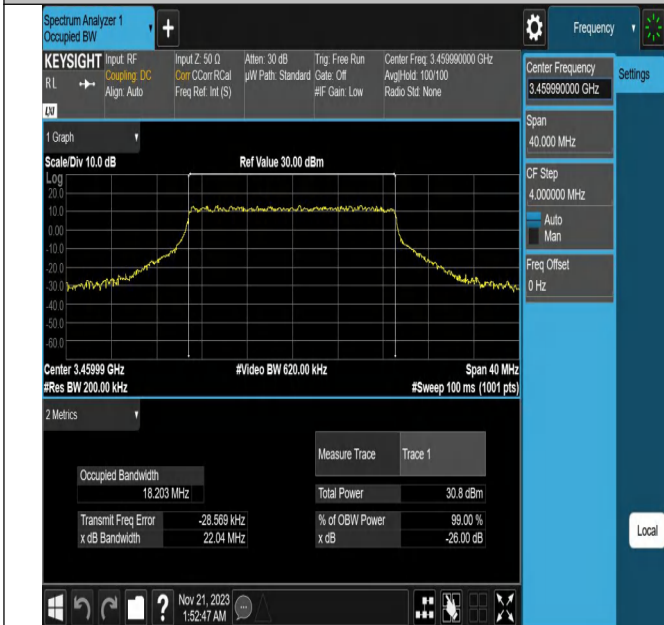 Spectrum Analyzer 1
Occupied BW
+
Frequency
KEYSIGHT
RL
LXI
Input: RF
Coupling: DC
Align: Auto
Input Z: 50 Ω
Corr CCorr RCal
Freq Ref: Int (S)
Atten: 30 dB
µW Path: Standard
Trig: Free Run
Gate: Off
#IF Gain: Low
Center Freq: 3.459990000 GHz
Avg|Hold: 100/100
Radio Std: None
Center Frequency
3.459990000 GHz
Settings
Span
40.000 MHz
CF Step
4.000000 MHz
Auto
Man
Freq Offset
0 Hz
Local
1 Graph
Scale/Div 10.0 dB
Ref Value 30.00 dBm
Log
20.0
10.0
0.00
-10.0
-20.0
-30.0
-40.0
-50.0
-60.0
Center 3.45999 GHz
#Video BW 620.00 kHz
Span 40 MHz
#Res BW 200.00 kHz
#Sweep 100 ms (1001 pts)
2 Metrics
Measure Trace
Trace 1
Occupied Bandwidth
18.203 MHz
Total Power
30.8 dBm
Transmit Freq Error
-28.569 kHz
% of OBW Power
99.00 %
x dB Bandwidth
22.04 MHz
x dB
-26.00 dB
?
Nov 21, 2023
1:52:47 AM